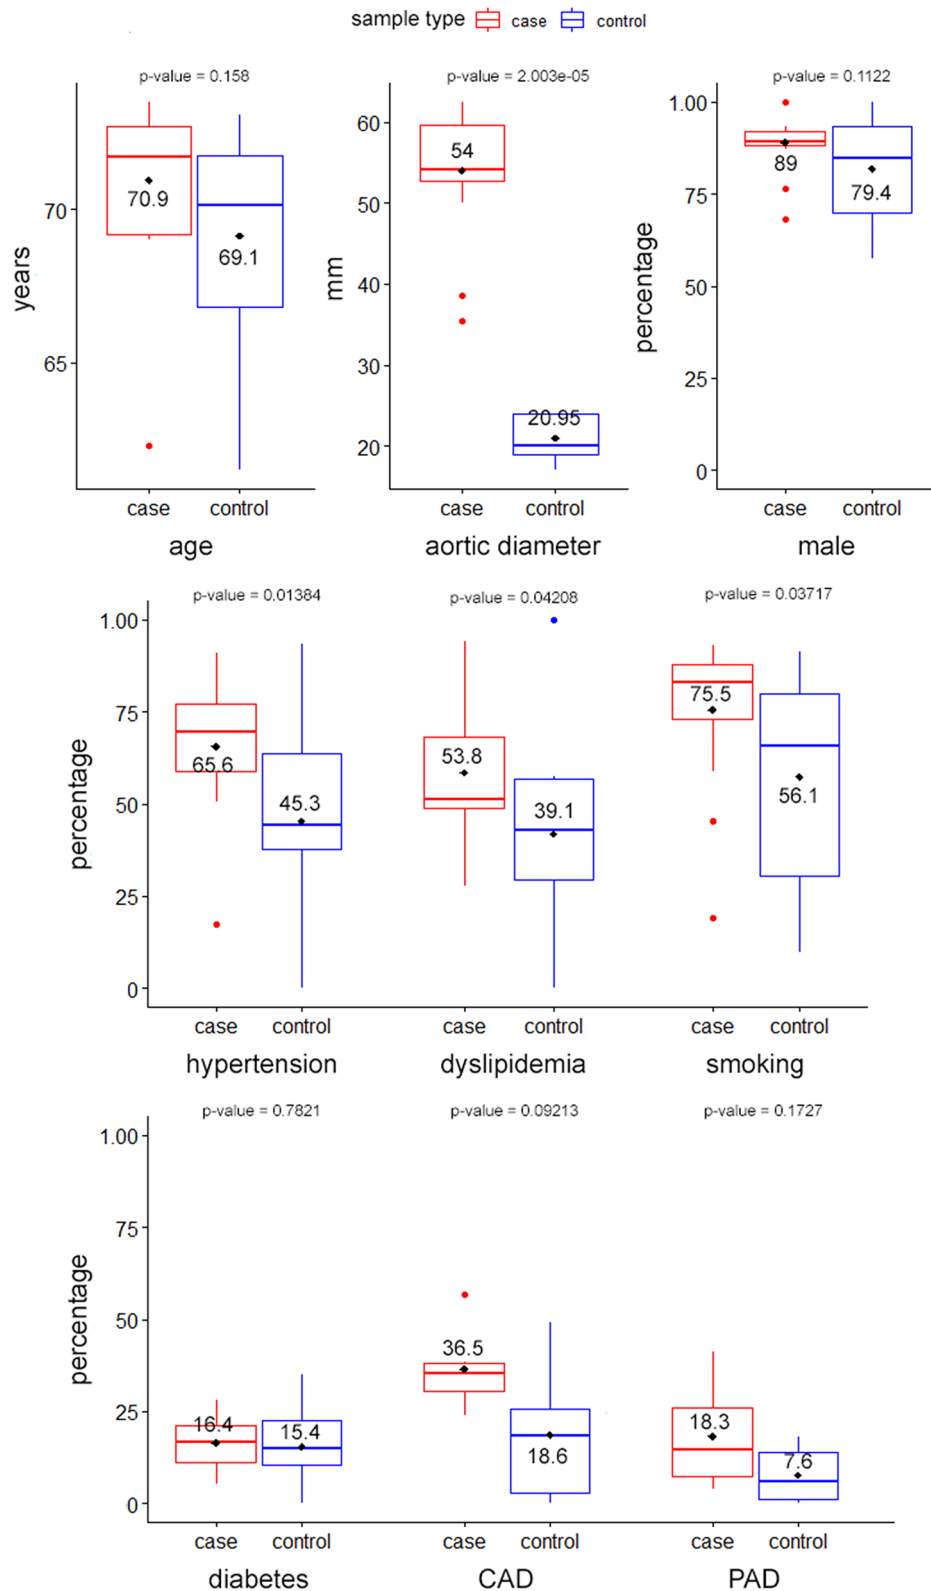 sample type case control
p-value = 0.158 p-value = 2.003e-05 p-value = 0.1122
years
70
65
70.9
69.1
case control
age
mm
60
50
40
30
20
54
20.95
case control
aortic diameter
percentage
1.00
75
50
25
0
89
79.4
case control
male
p-value = 0.01384 p-value = 0.04208 p-value = 0.03717
percentage
1.00
75
50
25
0
65.6
45.3
53.8
39.1
75.5
56.1
case control case control case control
hypertension dyslipidemia smoking
p-value = 0.7821 p-value = 0.09213 p-value = 0.1727
percentage
1.00
75
50
25
0
16.4
15.4
36.5
18.6
18.3
7.6
case control case control case control
diabetes CAD PAD